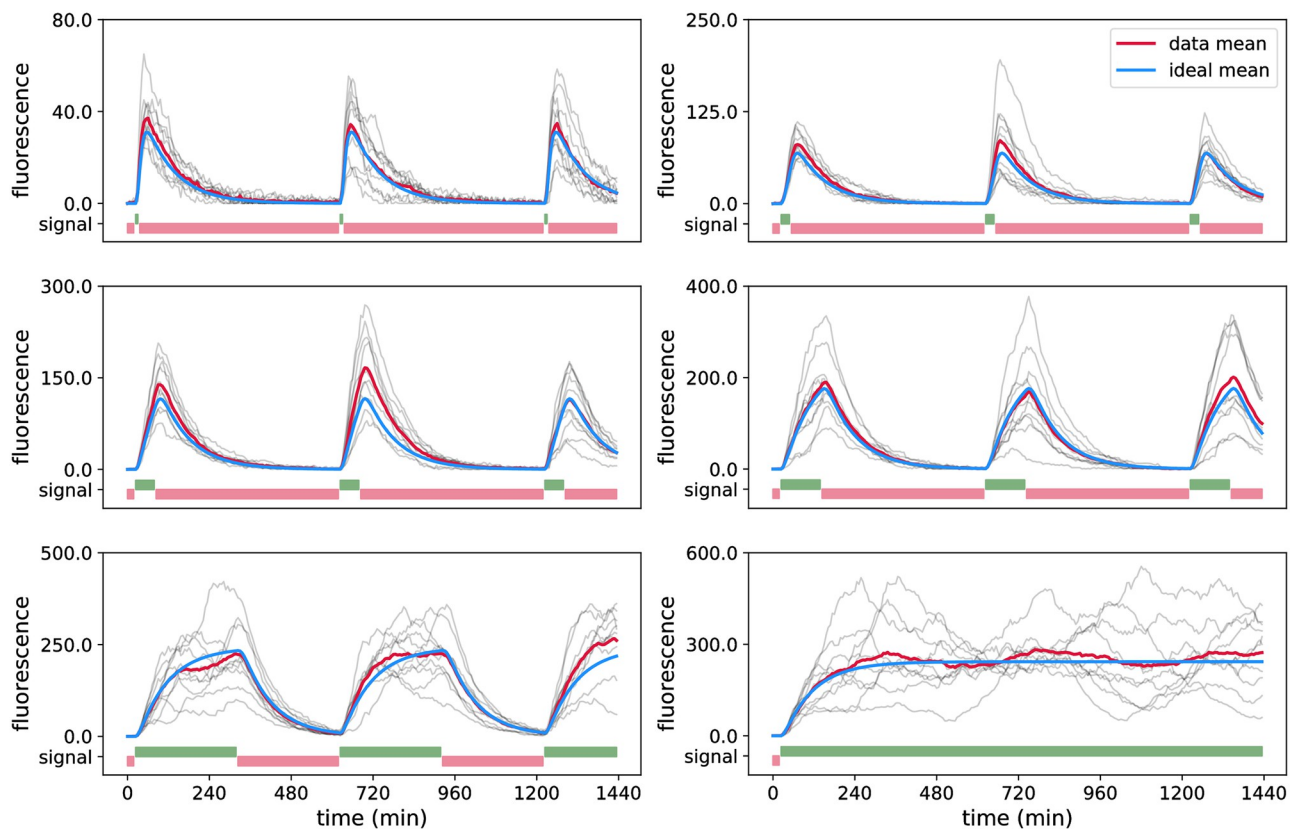 80.0
40.0
0.0
fluorescence
signal
250.0
125.0
0.0
fluorescence
signal
data mean
ideal mean
300.0
150.0
0.0
fluorescence
signal
400.0
200.0
0.0
fluorescence
signal
500.0
250.0
0.0
fluorescence
signal
0 240 480 720 960 1200 1440
time (min)
600.0
300.0
0.0
fluorescence
signal
0 240 480 720 960 1200 1440
time (min)